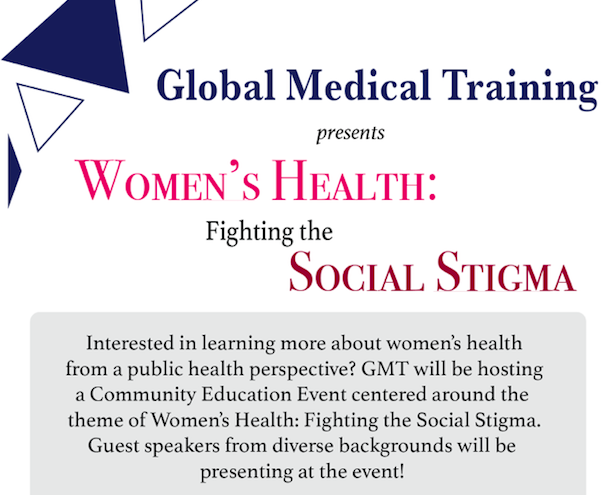 Global Medical Training
presents
WOMEN’S HEALTH:
Fighting the
SOCIAL STIGMA
Interested in learning more about women’s health
from a public health perspective? GMT will be hosting
a Community Education Event centered around the
theme of Women’s Health: Fighting the Social Stigma.
Guest speakers from diverse backgrounds will be
presenting at the event!